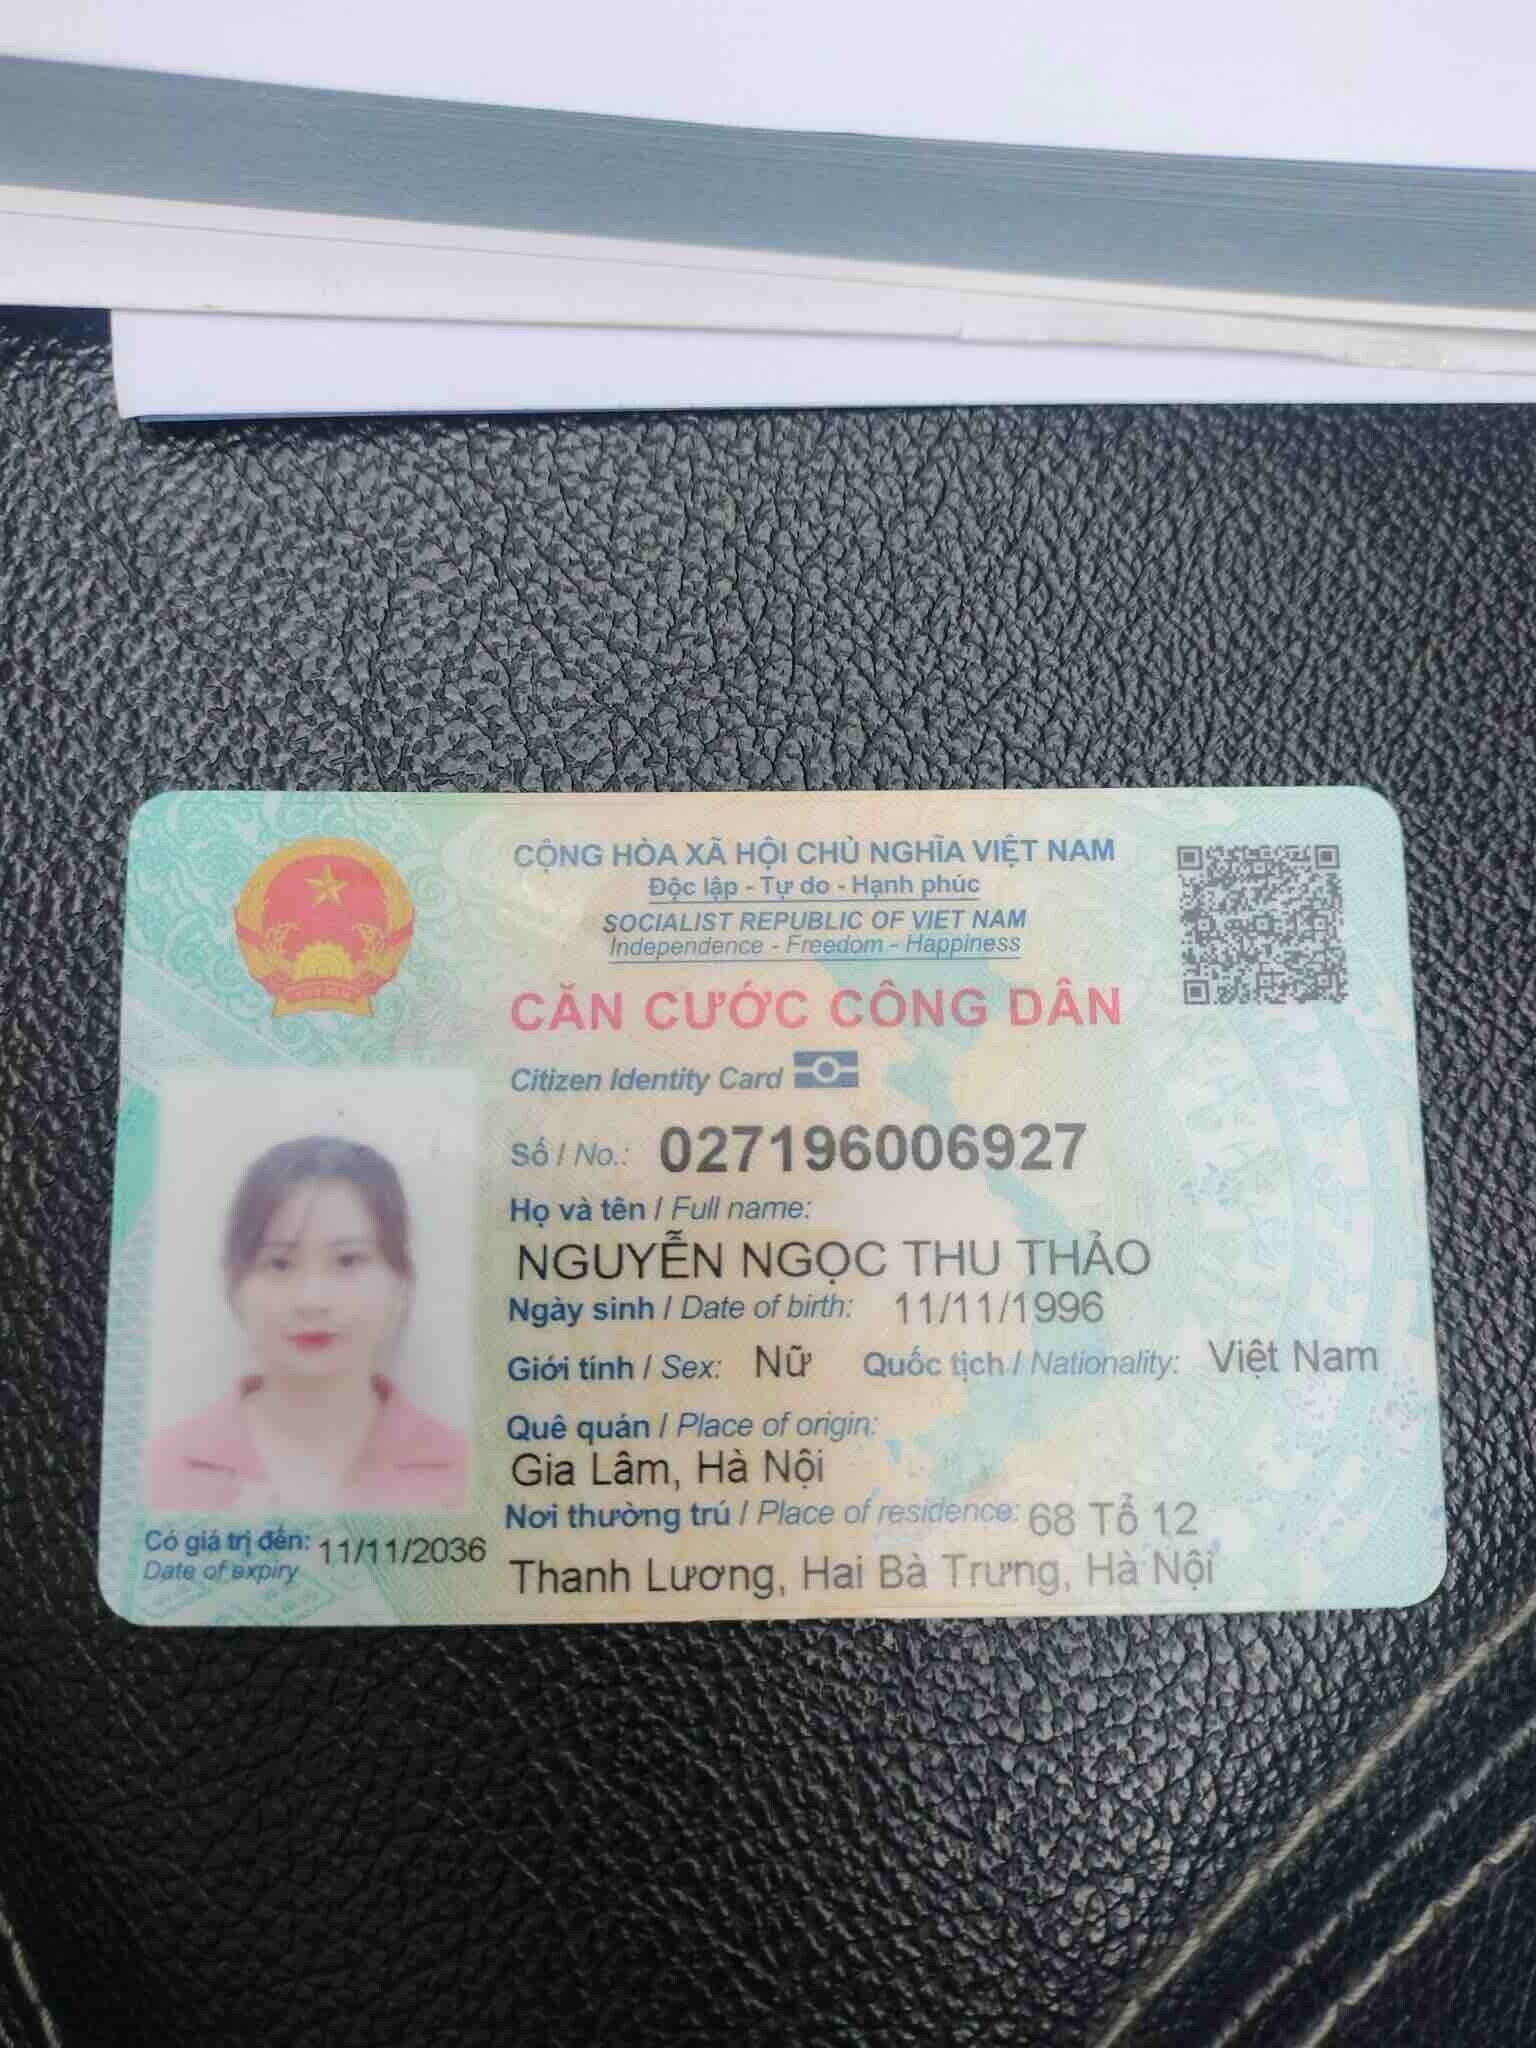 CỘNG HÒA XÃ HỘI CHỦ NGHĨA VIỆT NAM
Độc lập - Tự do - Hạnh phúc
SOCIALIST REPUBLIC OF VIET NAM
Independence - Freedom - Happiness
CĂN CƯỚC CÔNG DÂN
Citizen Identity Card
Số / No.: 027196006927
Họ và tên / Full name:
NGUYỄN NGỌC THU THẢO
Ngày sinh / Date of birth: 11/11/1996
Giới tính / Sex: Nữ Quốc tịch / Nationality: Việt Nam
Quê quán / Place of origin:
Gia Lâm, Hà Nội
Nơi thường trú / Place of residence: 68 Tổ 12
Thanh Lương, Hai Bà Trưng, Hà Nội
Có giá trị đến: 11/11/2036
Date of expiry